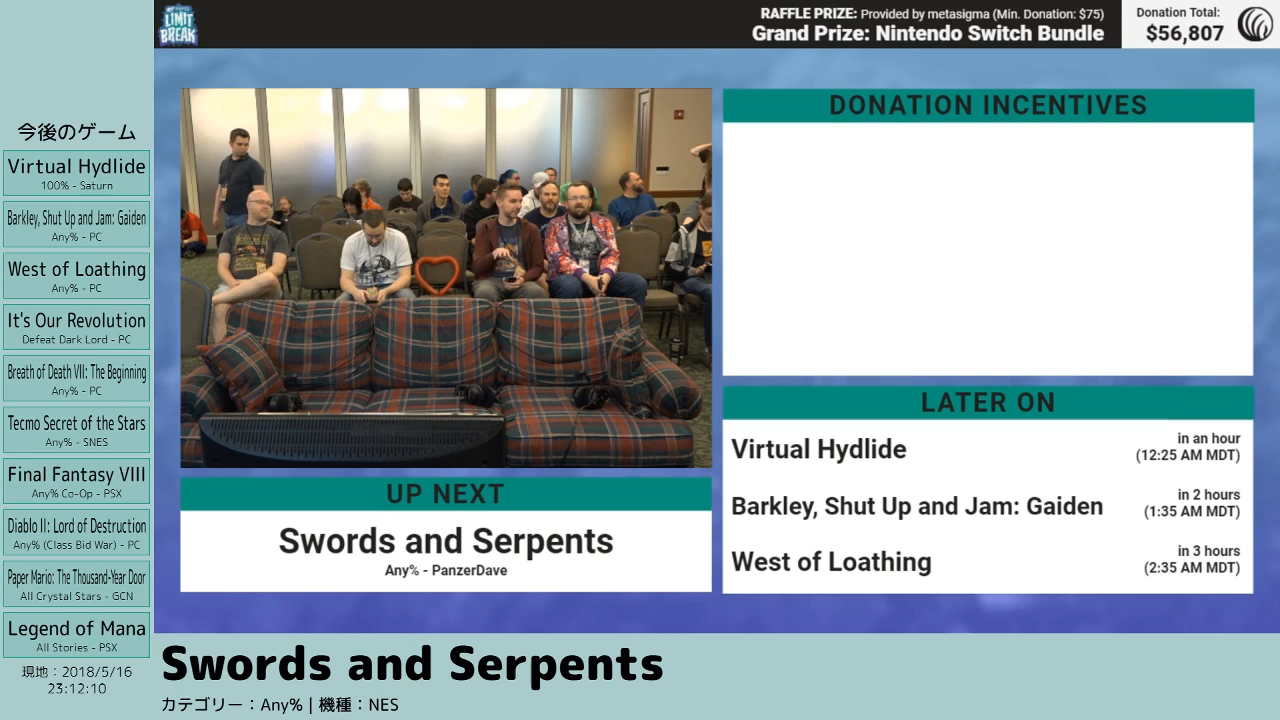 LIMIT
BREAK
RAFFLE PRIZE: Provided by metasigma (Min. Donation: $75)
Grand Prize: Nintendo Switch Bundle
Donation Total:
$56,807
今後のゲーム
Virtual Hydlide
100% - Saturn
Barkley, Shut Up and Jam: Gaiden
Any% - PC
West of Loathing
Any% - PC
It's Our Revolution
Defeat Dark Lord - PC
Breath of Death VII: The Beginning
Any% - PC
Tecmo Secret of the Stars
Any% - SNES
Final Fantasy VIII
Any% Co-Op - PSX
Diablo II: Lord of Destruction
Any% (Class Bid War) - PC
Paper Mario: The Thousand-Year Door
All Crystal Stars - GCN
Legend of Mana
All Stories - PSX
現地：2018/5/16
23:12:10
UP NEXT
Swords and Serpents
Any% - PanzerDave
DONATION INCENTIVES
LATER ON
Virtual Hydlide
in an hour
(12:25 AM MDT)
Barkley, Shut Up and Jam: Gaiden
in 2 hours
(1:35 AM MDT)
West of Loathing
in 3 hours
(2:35 AM MDT)
Swords and Serpents
カテゴリー：Any% | 機種：NES